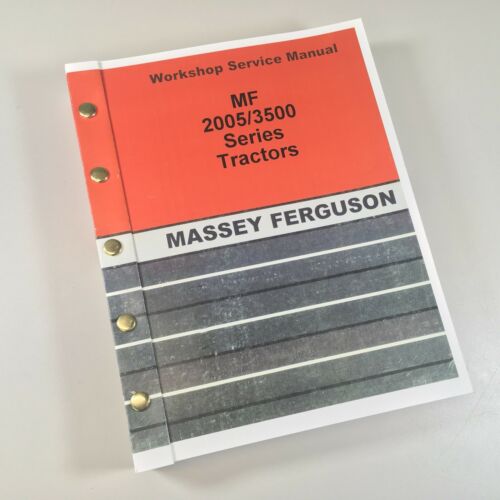 Workshop Service Manual
MF
2005/3500
Series
Tractors
MASSEY FERGUSON